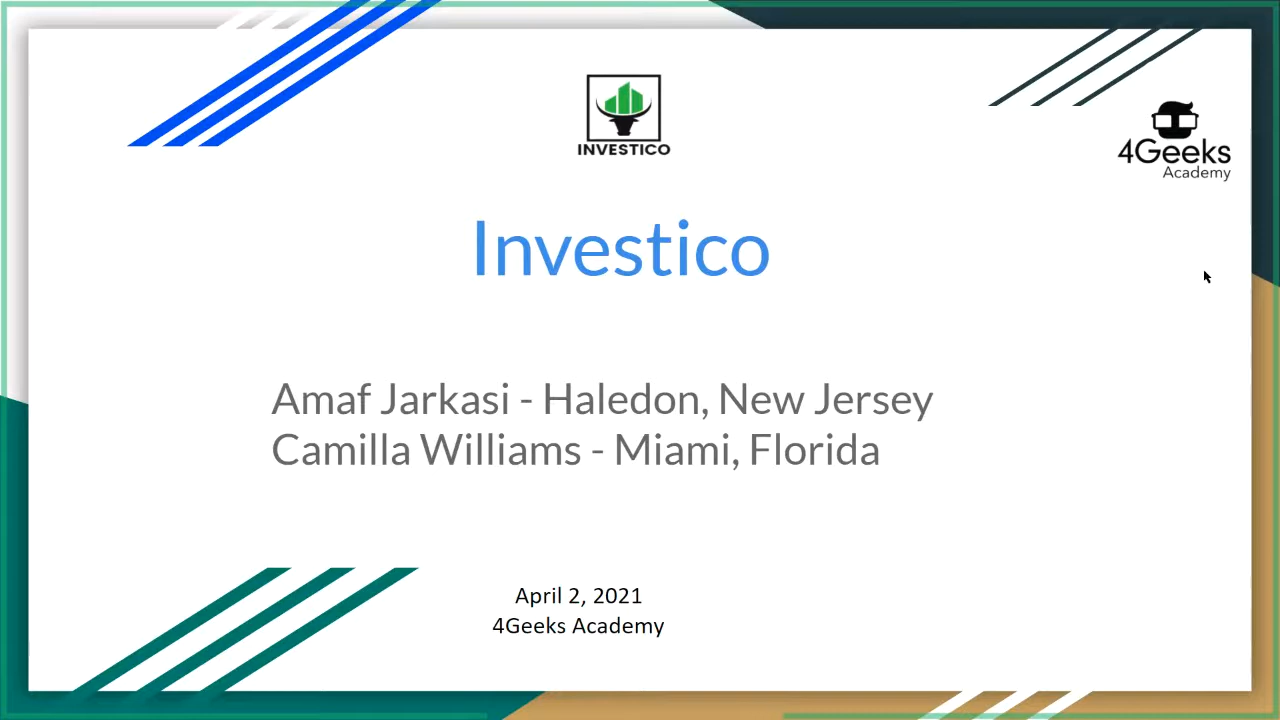 INVESTICO
4Geeks
Academy
Investico
Amaf Jarkasi - Haledon, New Jersey
Camilla Williams - Miami, Florida
April 2, 2021
4Geeks Academy